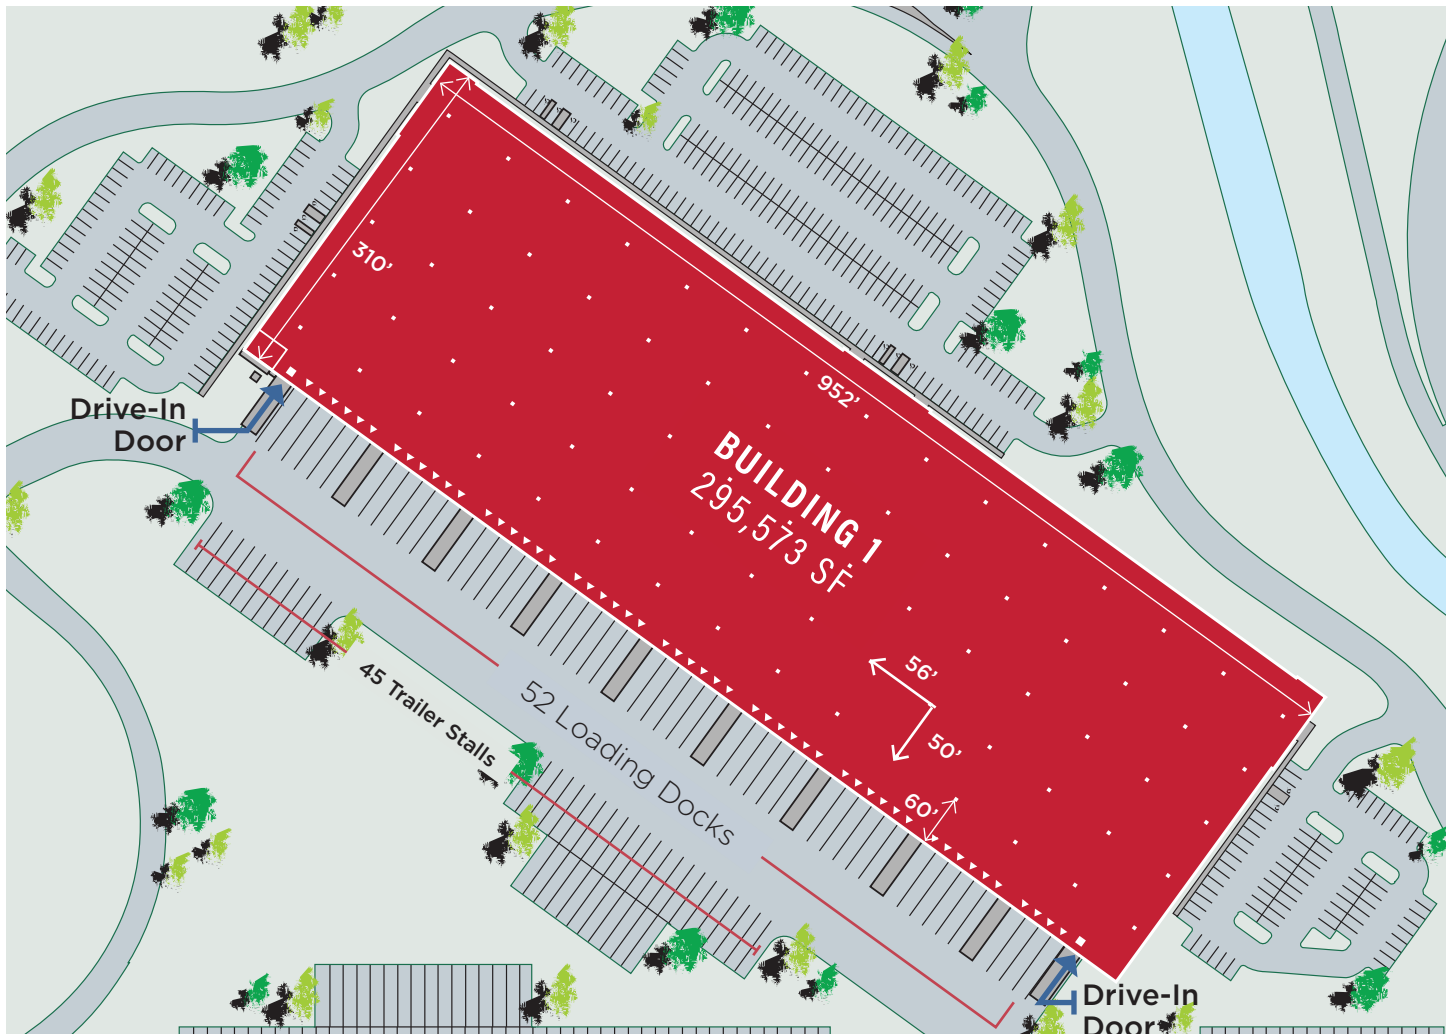 310’
952’
Drive-In
Door
BUILDING 1
295,573 SF
56’
50’
60’
45 Trailer Stalls
52 Loading Docks
Drive-In
Door